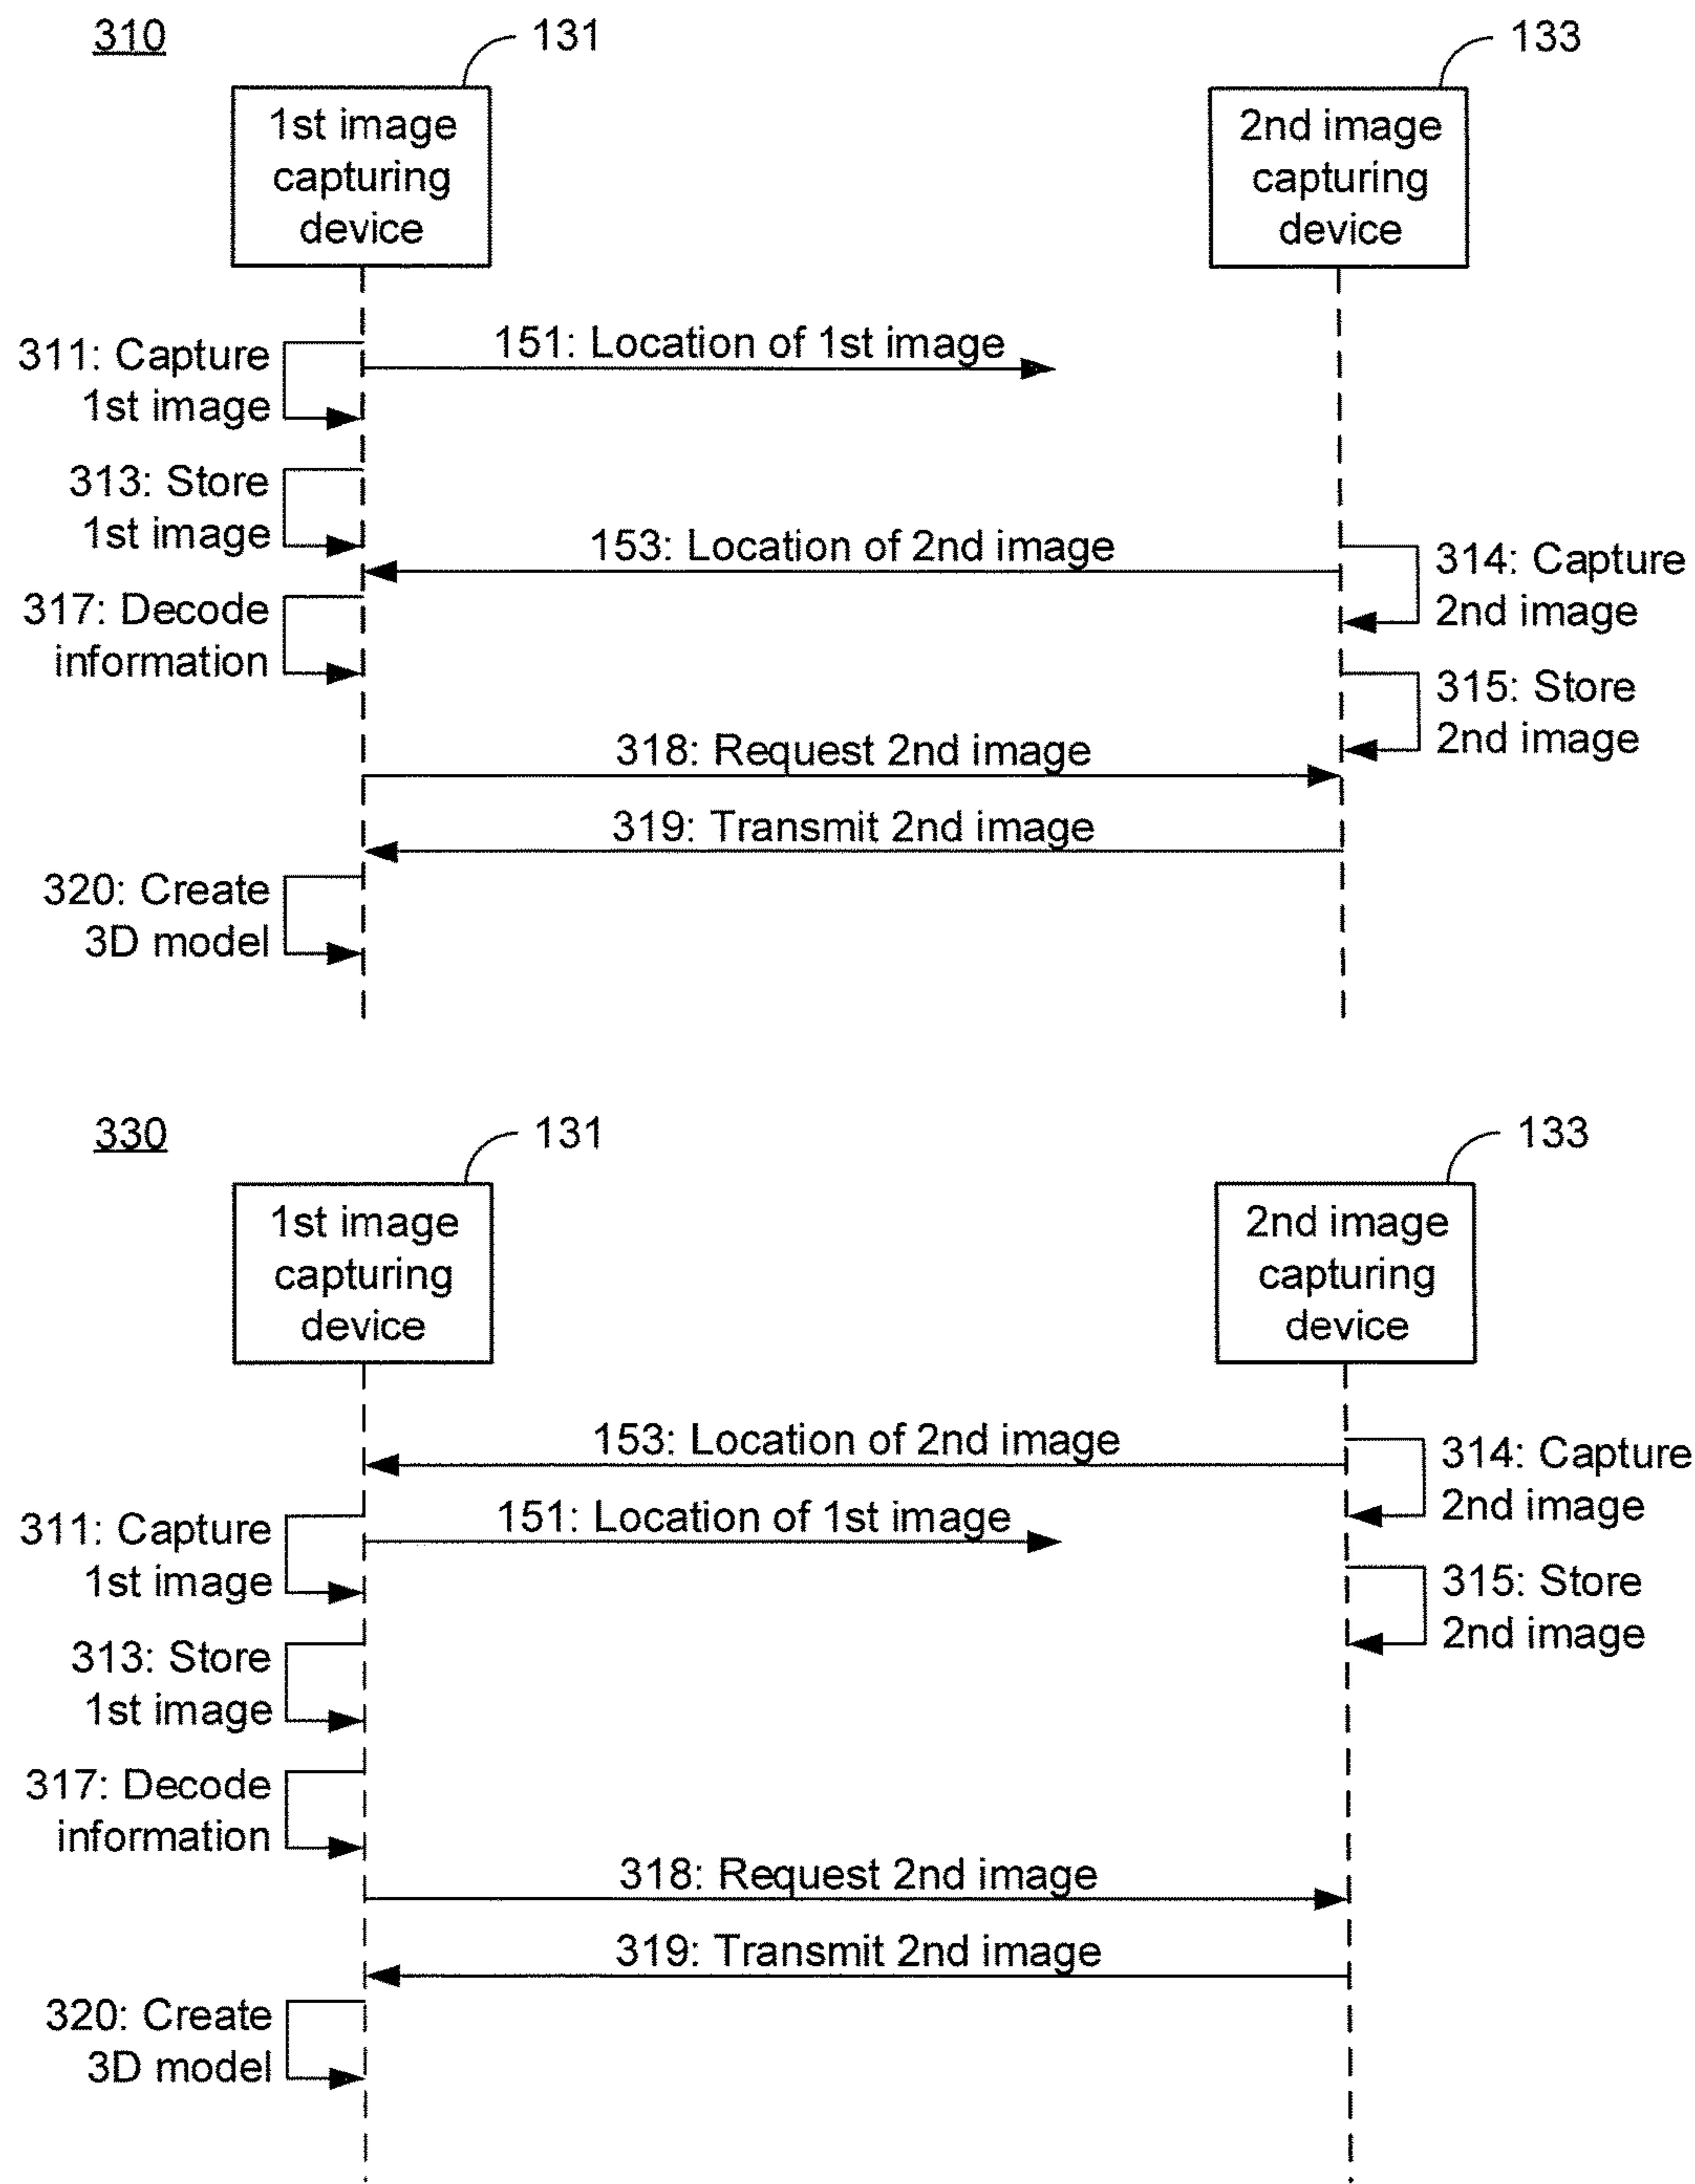 310
131
133
1st image
capturing
device
2nd image
capturing
device
311: Capture
1st image
151: Location of 1st image
313: Store
1st image
153: Location of 2nd image
314: Capture
2nd image
317: Decode
information
315: Store
2nd image
318: Request 2nd image
319: Transmit 2nd image
320: Create
3D model
330
131
133
1st image
capturing
device
2nd image
capturing
device
153: Location of 2nd image
314: Capture
2nd image
311: Capture
1st image
151: Location of 1st image
315: Store
2nd image
313: Store
1st image
317: Decode
information
318: Request 2nd image
319: Transmit 2nd image
320: Create
3D model